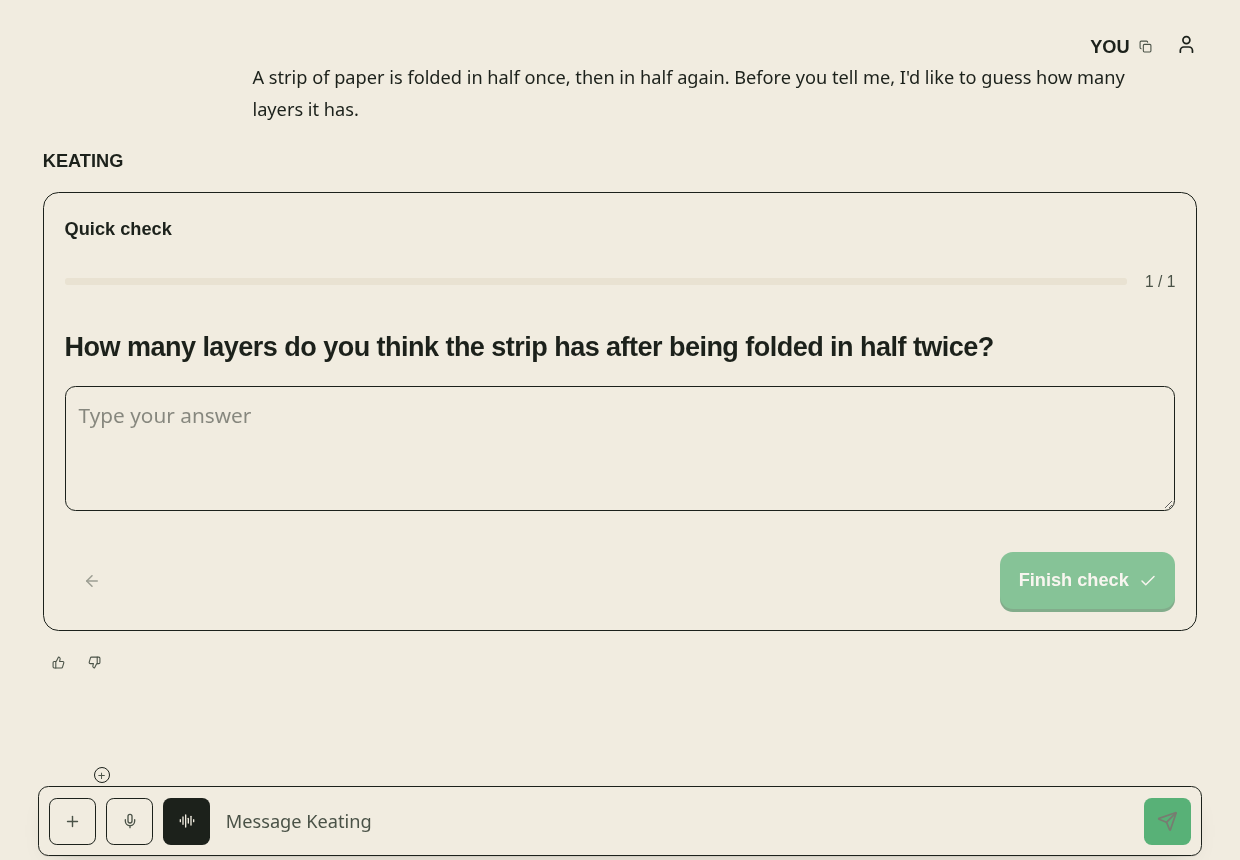 YOU
A strip of paper is folded in half once, then in half again. Before you tell me, I'd like to guess how many
layers it has.
KEATING
Quick check
1 / 1
How many layers do you think the strip has after being folded in half twice?
Type your answer
Finish check
Message Keating